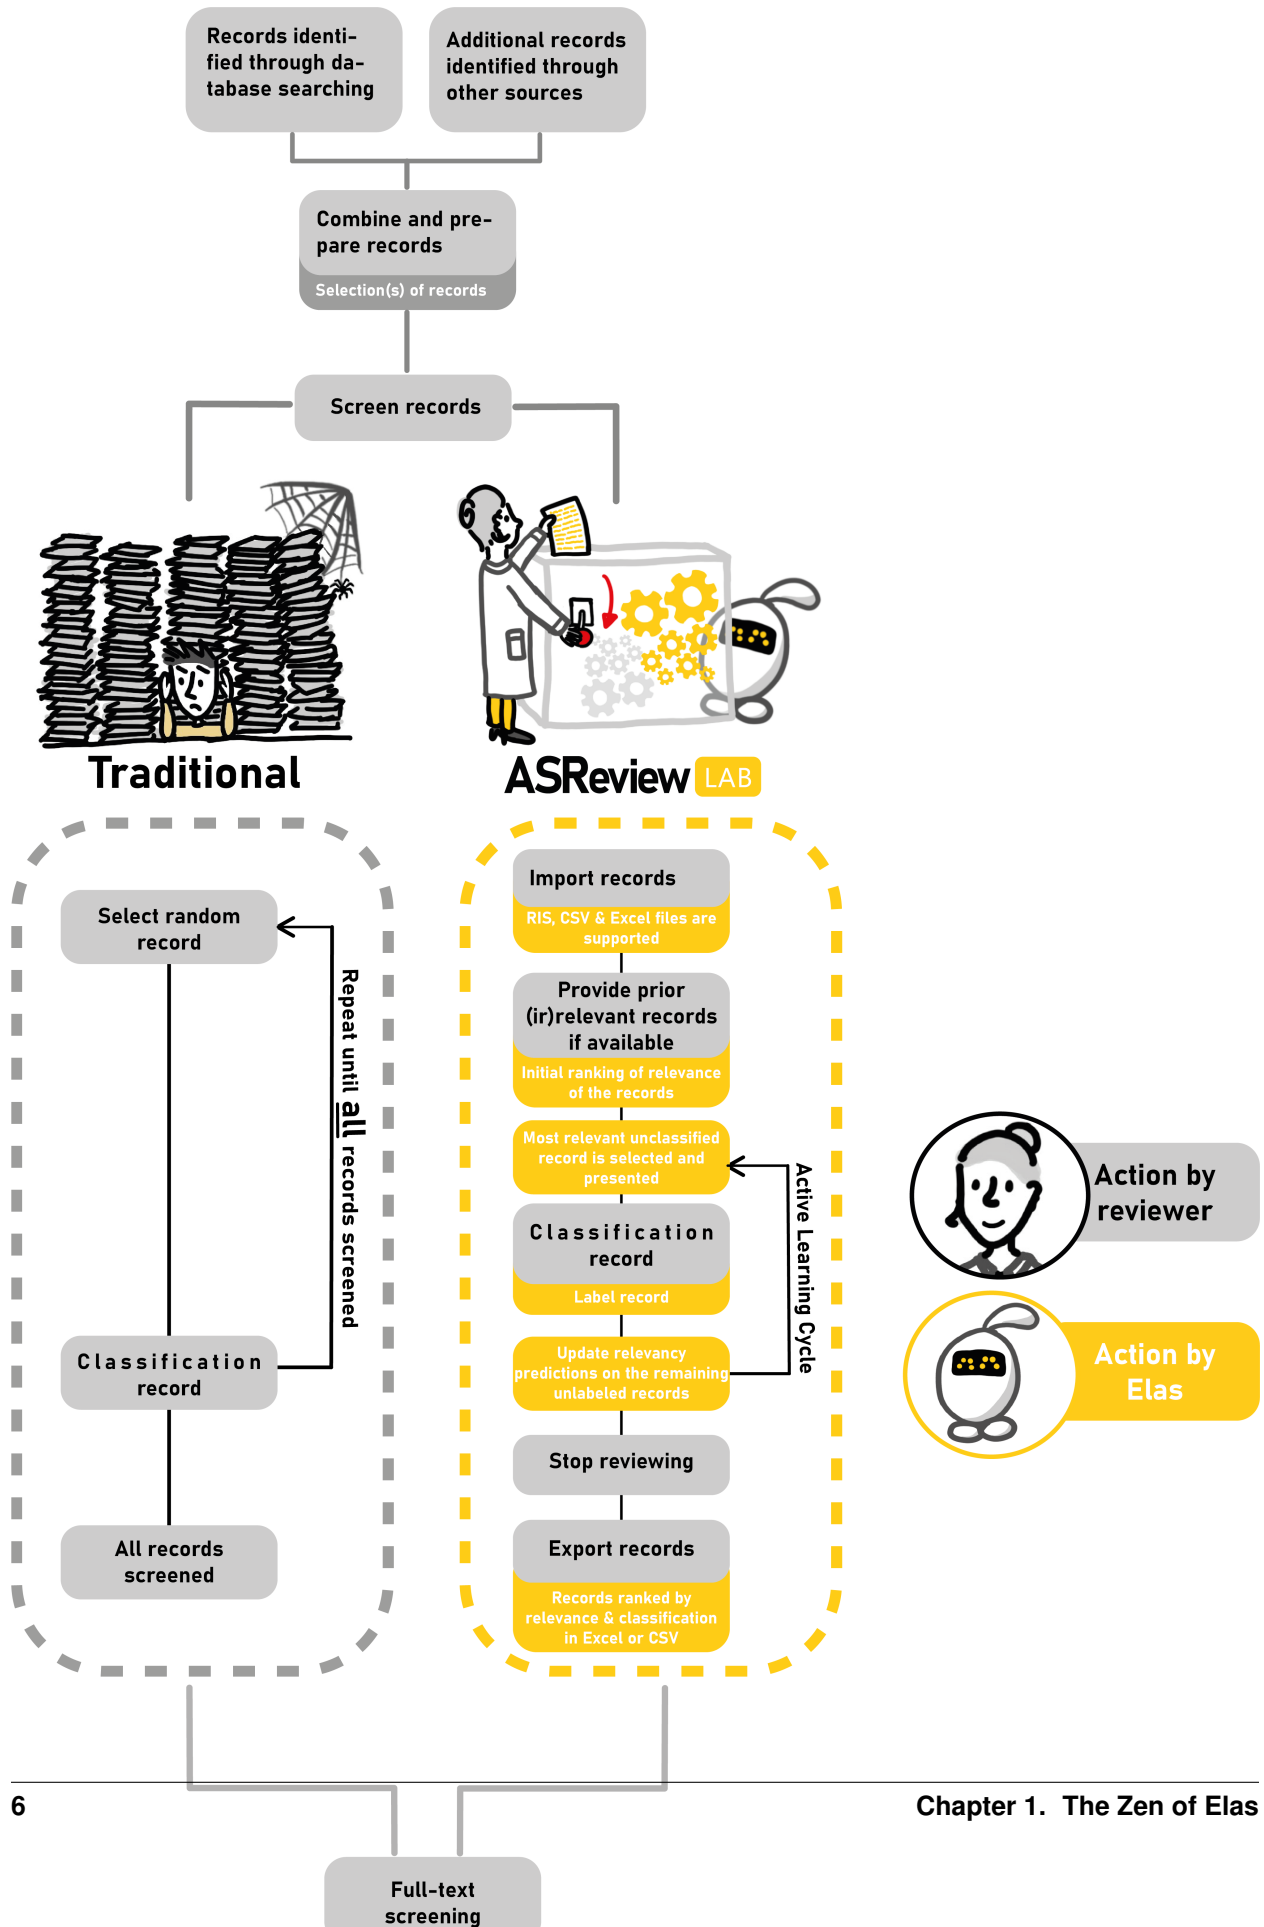 Records identi-
fied through da-
tabase searching
Additional records
identified through
other sources
Combine and pre-
pare records
Selection(s) of records
Screen records
Traditional
ASReview LAB
Select random
record
Repeat until all records screened
Classification
record
All records
screened
Import records
RIS, CSV & Excel files are
supported
Provide prior
(ir)relevant records
if available
Initial ranking of relevance
of the records
Most relevant unclassified
record is selected and
presented
Classification
record
Label record
Update relevancy
predictions on the remaining
unlabeled records
Active Learning Cycle
Stop reviewing
Export records
Records ranked by
relevance & classification
in Excel or CSV
Action by
reviewer
Action by
Elas
6
Chapter 1. The Zen of Elas
Full-text
screening